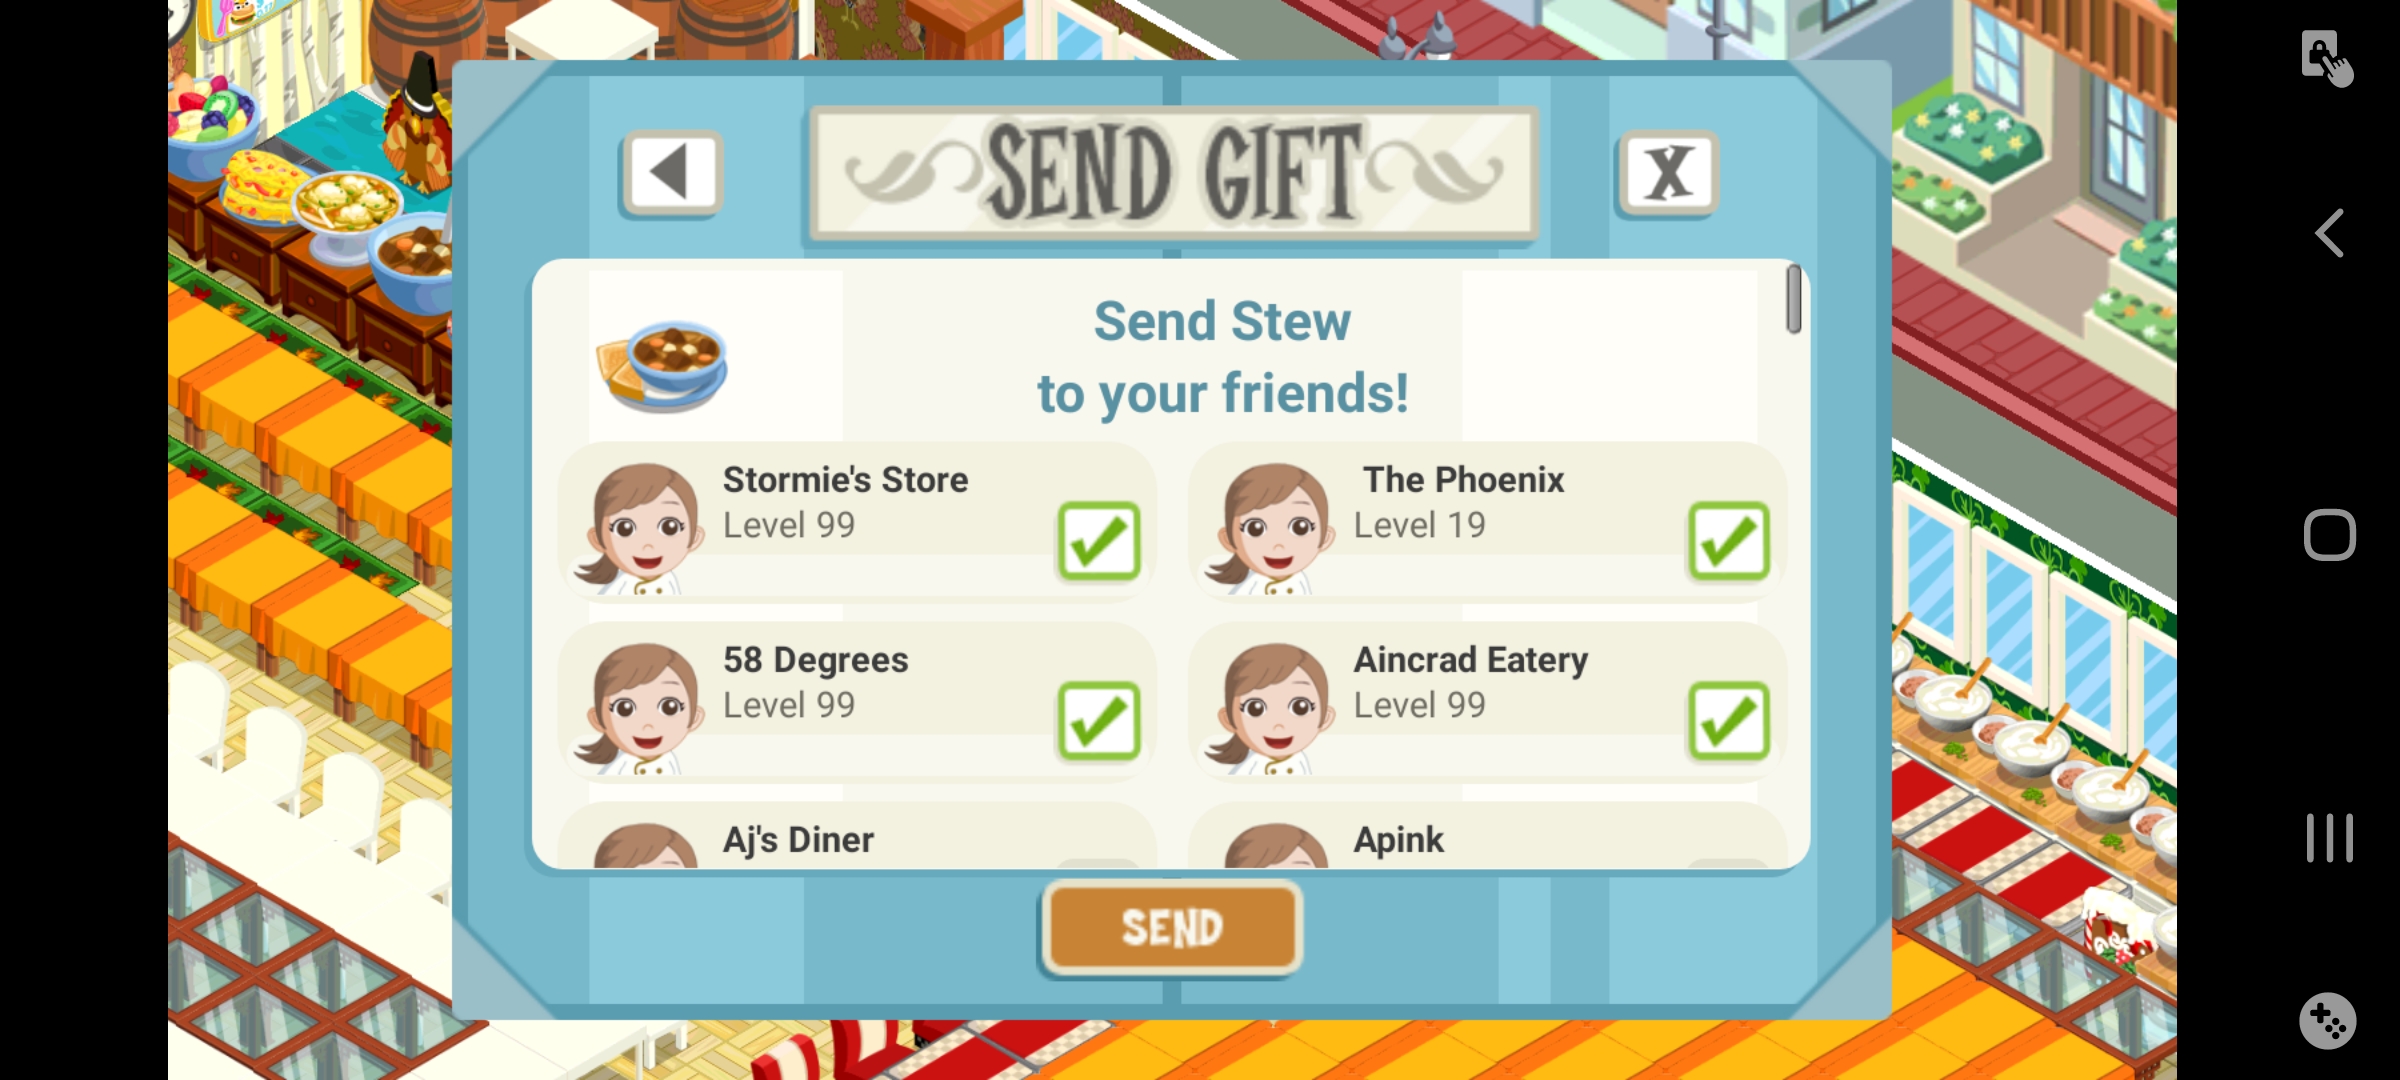 SEND GIFT
X
Send Stew
to your friends!
Stormie's Store
Level 99
The Phoenix
Level 19
58 Degrees
Level 99
Aincrad Eatery
Level 99
Aj's Diner
Apink
SEND